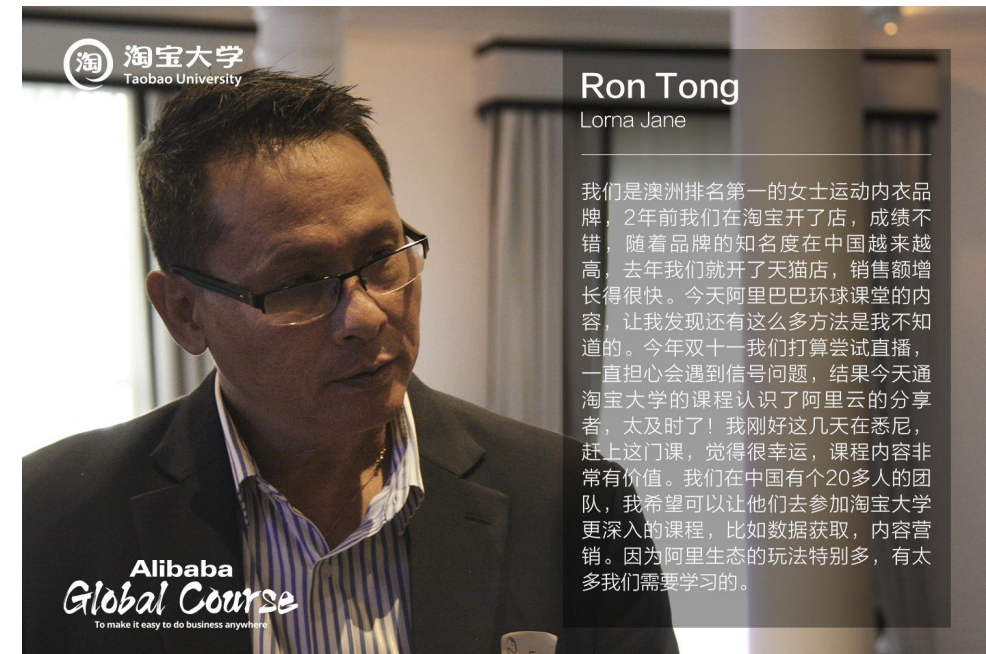 淘
淘宝大学
Taobao University
Ron Tong
Lorna Jane
我们是澳洲排名第一的女士运动内衣品
牌，2年前我们在淘宝开了店，成绩不
错，随着品牌的知名度在中国越来越
高，去年我们就开了天猫店，销售额增
长得很快。今天阿里巴巴环球课堂的内
容，让我发现还有这么多方法是我不知
道的。今年双十一我们打算尝试直播，
一直担心会遇到信号问题，结果今天通
淘宝大学的课程认识了阿里云的分享
者，太及时了！我刚好这几天在悉尼，
赶上这门课，觉得很幸运，课程内容非
常有价值。我们在中国有个20多人的团
队，我希望可以让他们去参加淘宝大学
更深入的课程，比如数据获取，内容营
销。因为阿里生态的玩法特别多，有太
多我们需要学习的。
Alibaba
Global Course
To make it easy to do business anywhere